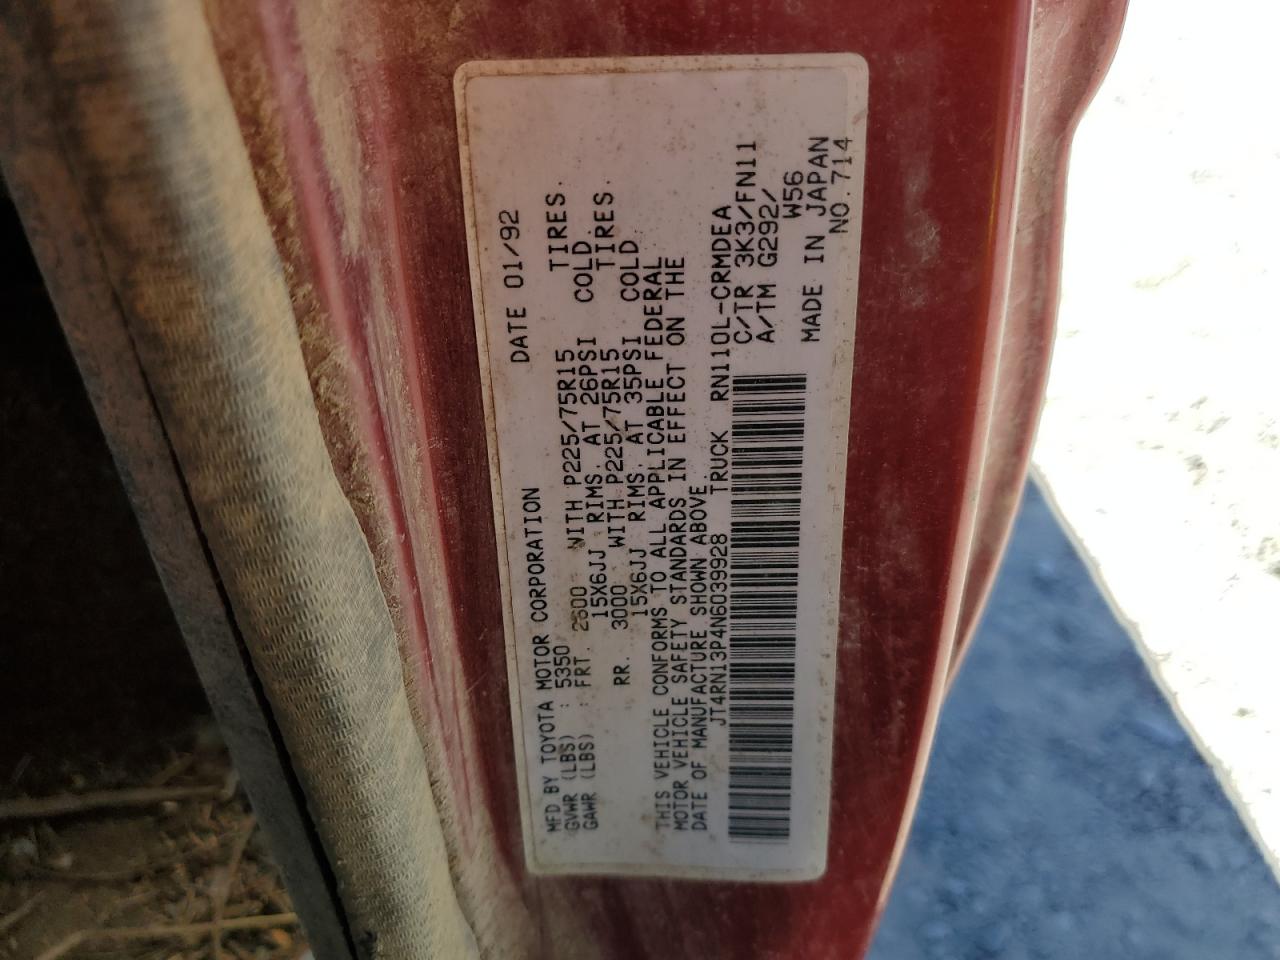 MFD BY TOYOTA MOTOR CORPORATION DATE 01/92
GVWR (LBS) : 5350
GAWR (LBS) : FRT. WITH P225/75R15 TIRES.
15X6JJ RIMS. AT 26PSI COLD.
RR. 3000 WITH P225/75R15 TIRES.
15X6JJ RIMS. AT 35PSI COLD
THIS VEHICLE CONFORMS TO ALL APPLICABLE FEDERAL
MOTOR VEHICLE SAFETY STANDARDS IN EFFECT ON THE
DATE OF MANUFACTURE SHOWN ABOVE.
JT4RN13P4N6039928 TRUCK RN110L-CRMDEA
C/TR 3K3/FN11
A/TM G292/
W56
MADE IN JAPAN
NO.714